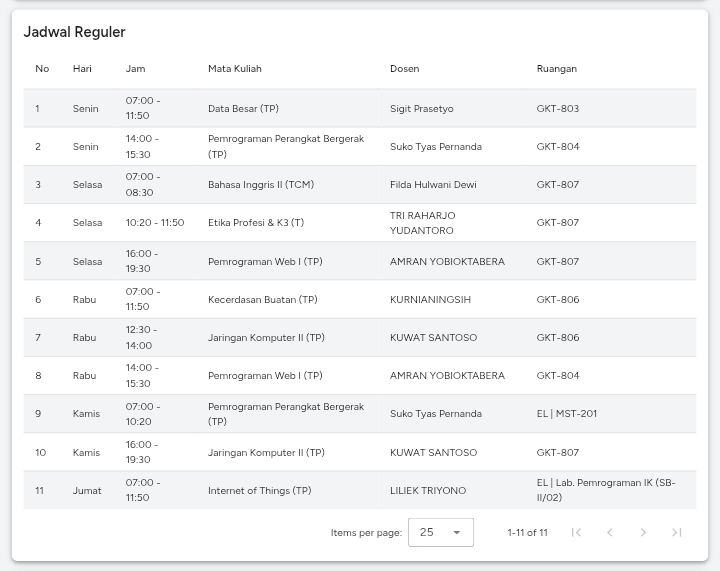 Jadwal Reguler
No Hari Jam Mata Kuliah Dosen Ruangan
1 Senin 07:00 - 11:50 Data Besar (TP) Sigit Prasetyo GKT-803
2 Senin 14:00 - 15:30 Pemrograman Perangkat Bergerak (TP) Suko Tyas Pernanda GKT-804
3 Selasa 07:00 - 08:30 Bahasa Inggris II (TCM) Filda Hulwani Dewi GKT-807
4 Selasa 10:20 - 11:50 Etika Profesi & K3 (T) TRI RAHARJO YUDANTORO GKT-807
5 Selasa 16:00 - 19:30 Pemrograman Web I (TP) AMRAN YOBIOKTABERA GKT-807
6 Rabu 07:00 - 11:50 Kecerdasan Buatan (TP) KURNIANINGSIH GKT-806
7 Rabu 12:30 - 14:00 Jaringan Komputer II (TP) KUWAT SANTOSO GKT-806
8 Rabu 14:00 - 15:30 Pemrograman Web I (TP) AMRAN YOBIOKTABERA GKT-804
9 Kamis 07:00 - 10:20 Pemrograman Perangkat Bergerak (TP) Suko Tyas Pernanda EL | MST-201
10 Kamis 16:00 - 19:30 Jaringan Komputer II (TP) KUWAT SANTOSO GKT-807
11 Jumat 07:00 - 11:50 Internet of Things (TP) LILIEK TRIYONO EL | Lab. Pemrograman IK (SB-II/02)
Items per page: 25 1-11 of 11